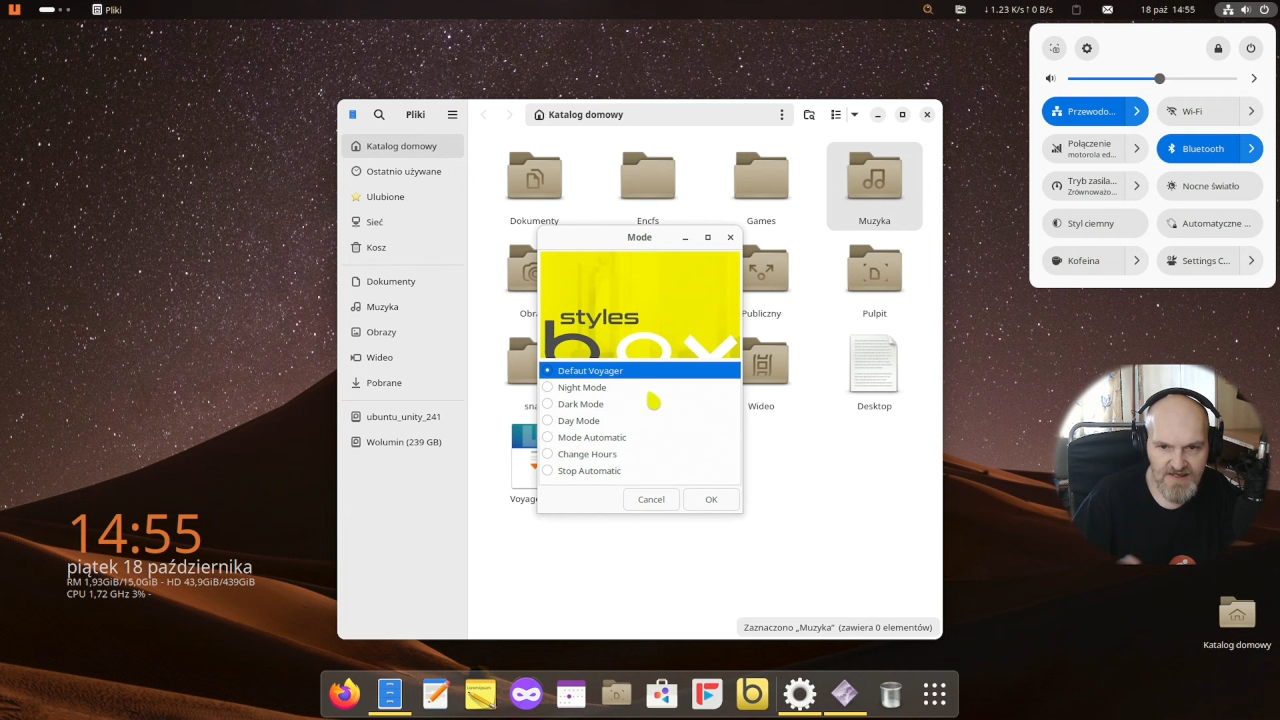 Pliki
↓ 1.23 K/s↑ 0 B/s
18 paź 14:55
Pliki
Katalog domowy
Katalog domowy
Ostatnio używane
Ulubione
Sieć
Kosz
Dokumenty
Muzyka
Obrazy
Wideo
Pobrane
ubuntu_unity_241
Wolumin (239 GB)
Dokumenty
Encfs
Games
Muzyka
Publiczny
Pulpit
Wideo
Desktop
Mode
styles
box
Defaut Voyager
Night Mode
Dark Mode
Day Mode
Mode Automatic
Change Hours
Stop Automatic
Cancel
OK
Zaznaczono „Muzyka” (zawiera 0 elementów)
Przewodo...
Wi-Fi
Połączenie
motorola ed...
Bluetooth
Tryb zasila...
Zrównoważo...
Nocne światło
Styl ciemny
Automatyczne ...
Kofeina
Settings C...
14:55
piątek 18 października
RM 1,93GiB/15,0GiB - HD 43,9GiB/439GiB
CPU 1,72 GHz 3% -
Katalog domowy